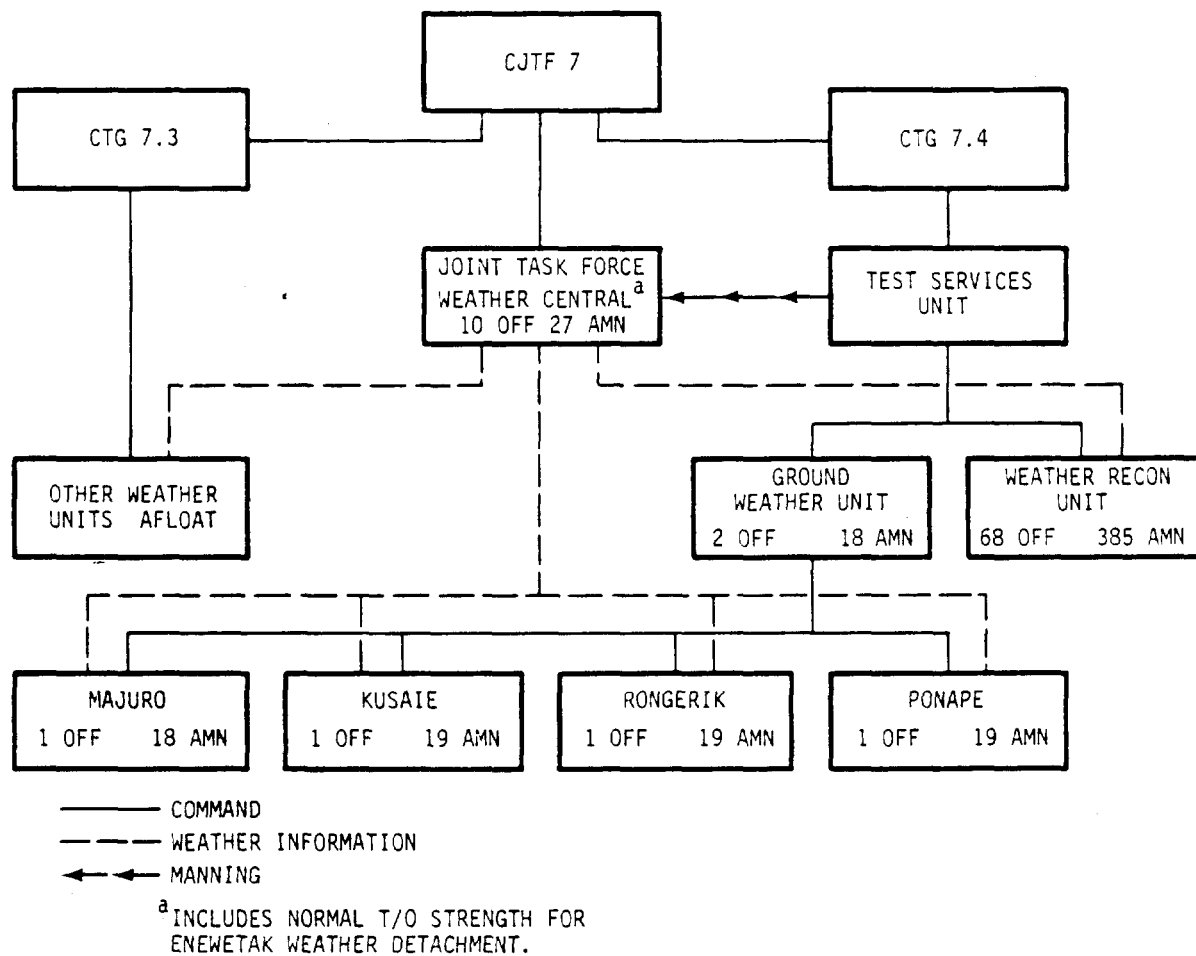 CJTF 7
CTG 7.3
CTG 7.4
JOINT TASK FORCE
WEATHER CENTRAL a
10 OFF 27 AMN
TEST SERVICES
UNIT
OTHER WEATHER
UNITS AFLOAT
GROUND
WEATHER UNIT
2 OFF 18 AMN
WEATHER RECON
UNIT
68 OFF 385 AMN
MAJURO
1 OFF 18 AMN
KUSAIE
1 OFF 19 AMN
RONGERIK
1 OFF 19 AMN
PONAPE
1 OFF 19 AMN
COMMAND
WEATHER INFORMATION
MANNING
a INCLUDES NORMAL T/O STRENGTH FOR
ENEWETAK WEATHER DETACHMENT.